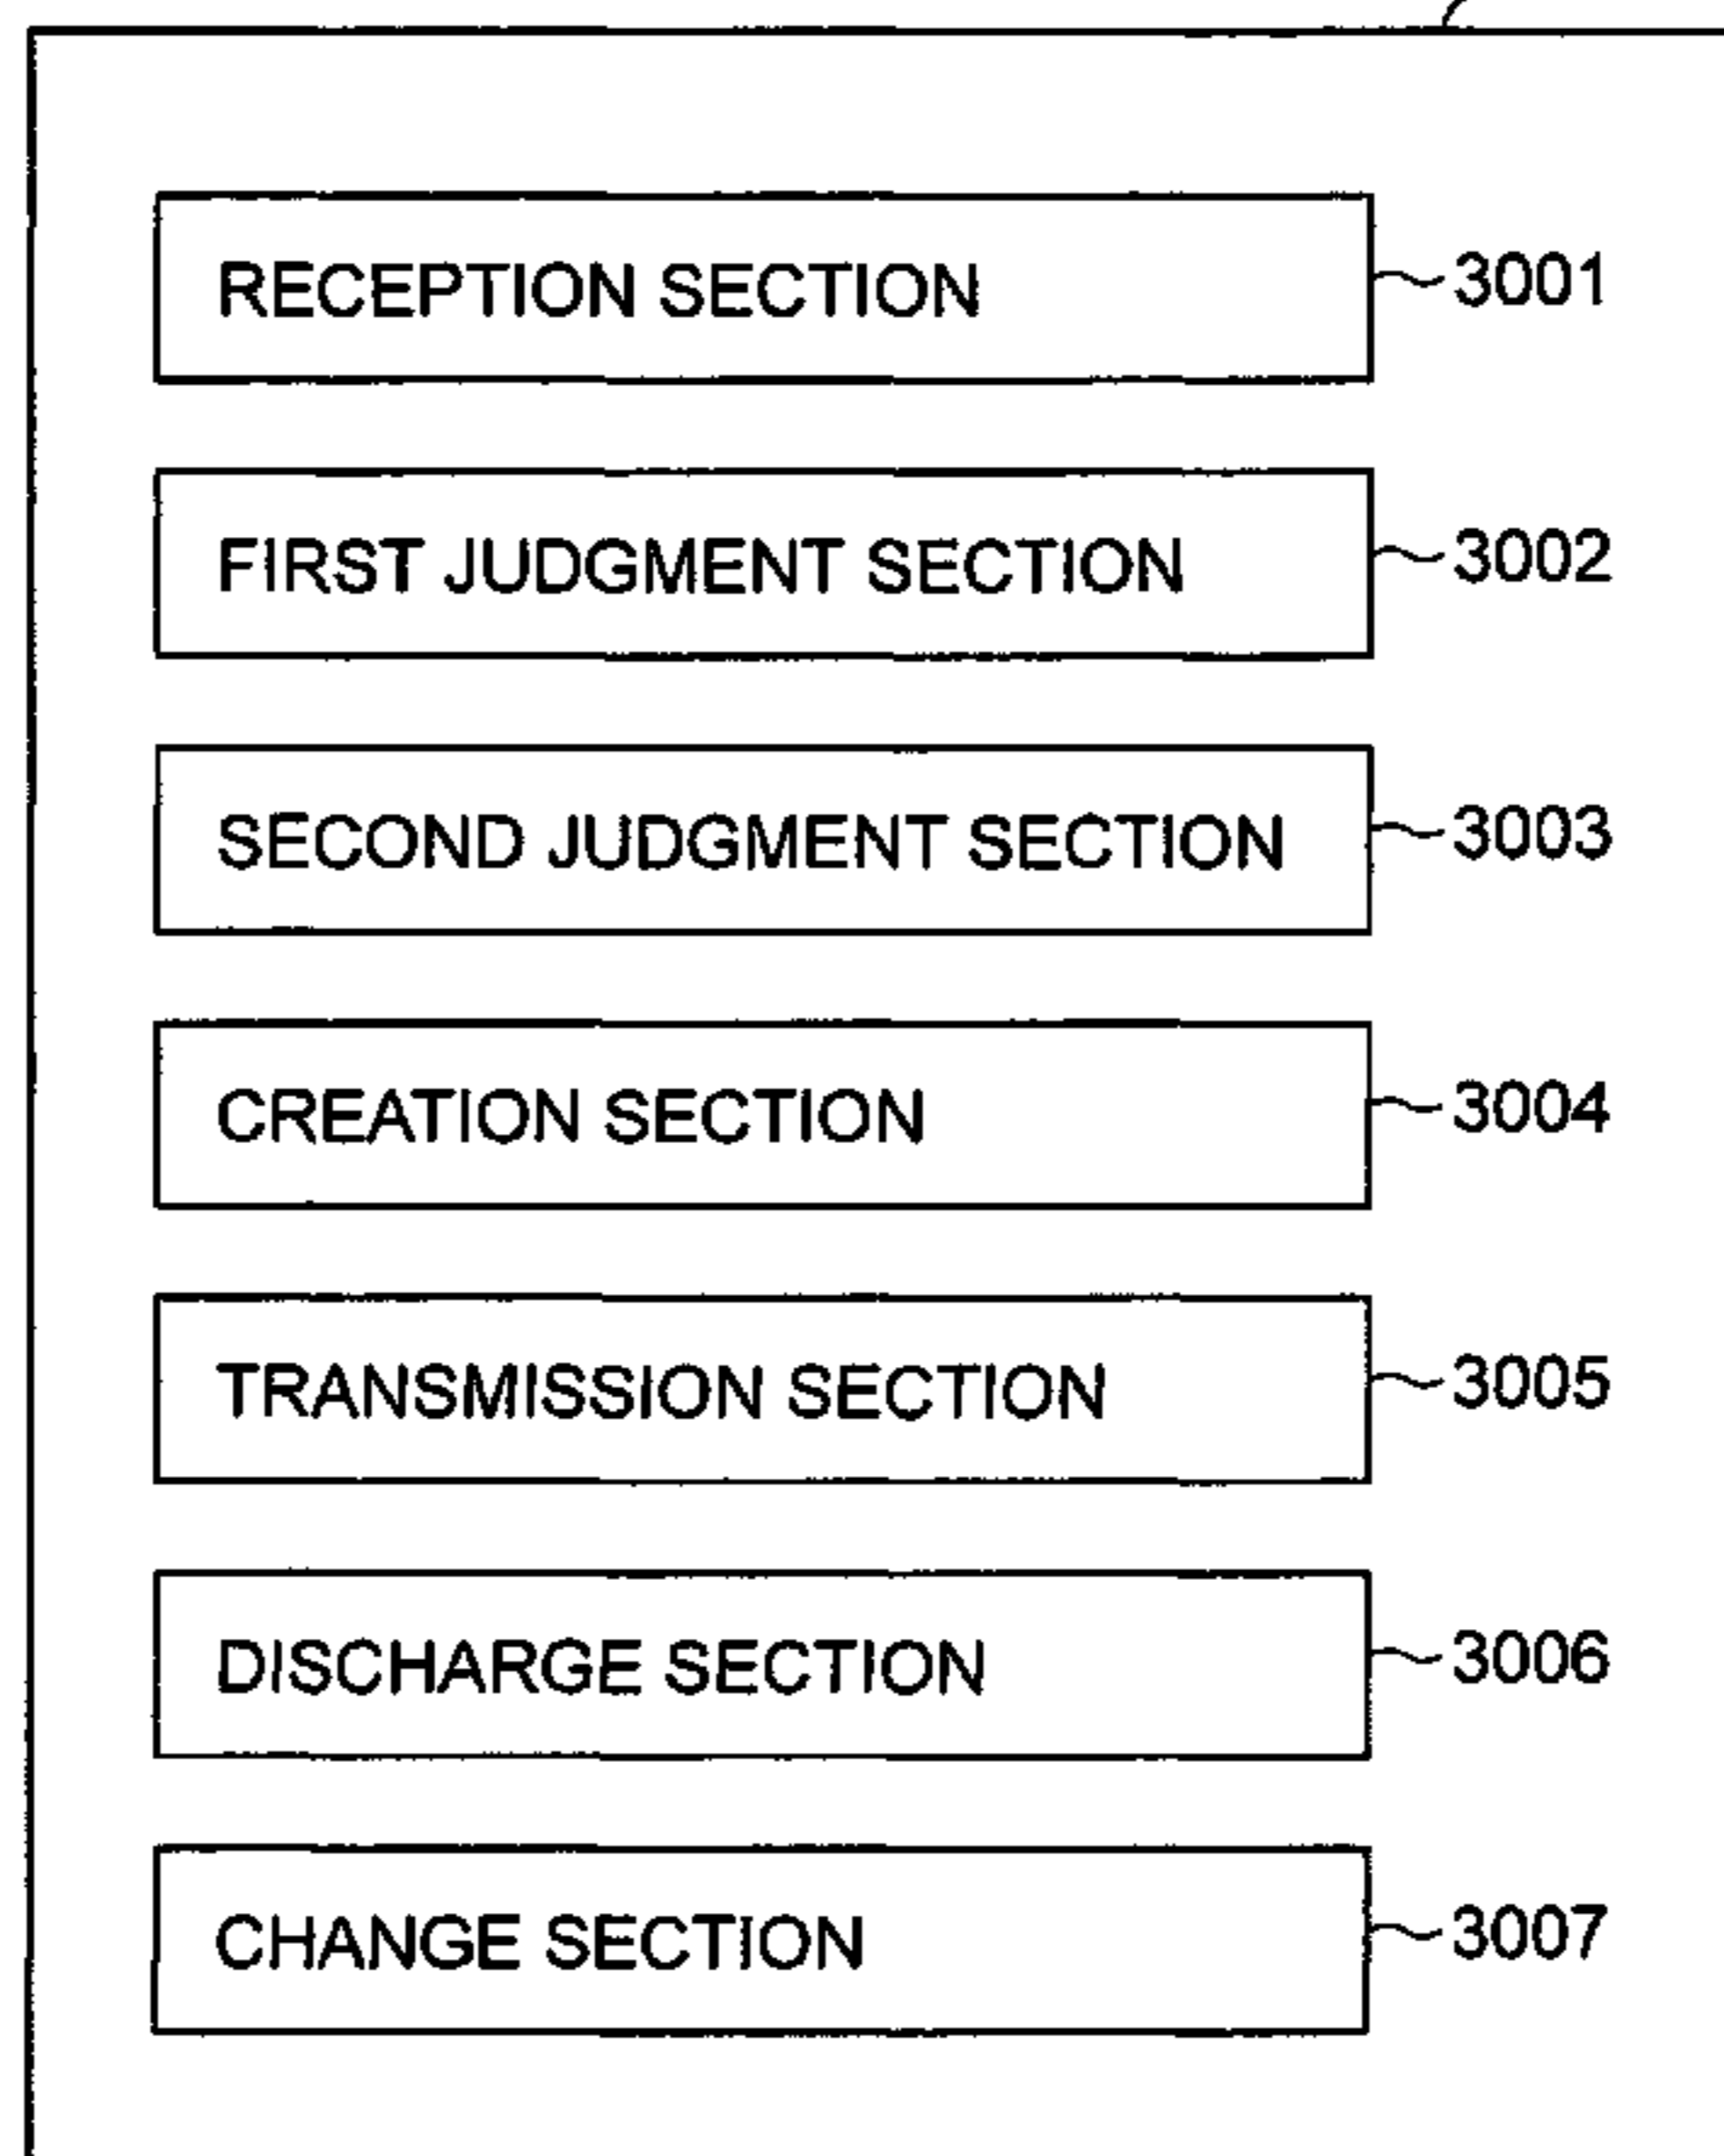 RECEPTION SECTION 3001
FIRST JUDGMENT SECTION 3002
SECOND JUDGMENT SECTION 3003
CREATION SECTION 3004
TRANSMISSION SECTION 3005
DISCHARGE SECTION 3006
CHANGE SECTION 3007